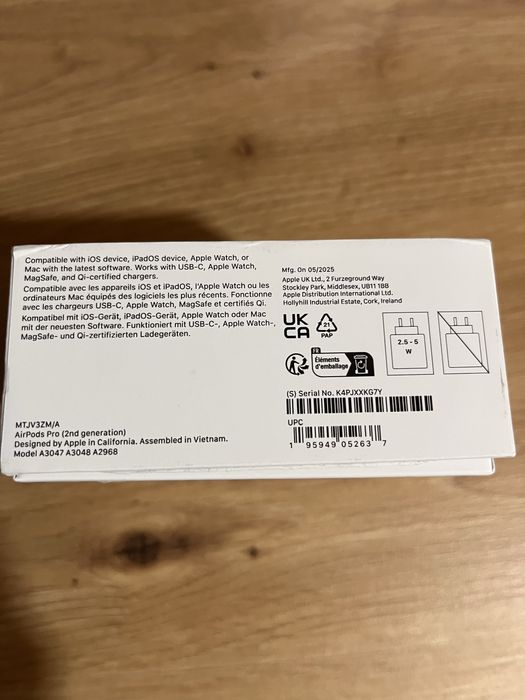 Compatible with iOS device, iPadOS device, Apple Watch, or
Mac with the latest software. Works with USB-C, Apple Watch,
MagSafe, and Qi-certified chargers.
Compatible avec les appareils iOS et iPadOS, l'Apple Watch ou les
ordinateurs Mac équipés des logiciels les plus récents. Fonctionne
avec les chargeurs USB-C, Apple Watch, MagSafe et certifiés Qi.
Kompatibel mit iOS-Gerät, iPadOS-Gerät, Apple Watch oder Mac
mit der neuesten Software. Funktioniert mit USB-C-, Apple Watch-,
MagSafe- und Qi-zertifizierten Ladegeräten.
MTJV3ZM/A
AirPods Pro (2nd generation)
Designed by Apple in California. Assembled in Vietnam.
Model A3047 A3048 A2968
Mfg. On 05/2025
Apple UK Ltd., 2 Furzeground Way
Stockley Park, Middlesex, UB11 1BB
Apple Distribution International Ltd.
Hollyhill Industrial Estate, Cork, Ireland
UK
CA
21
PAP
2.5 - 5
W
FR
Éléments
d'emballage
(S) Serial No. K4PJXXKG7Y
UPC
1 95949 05263 7